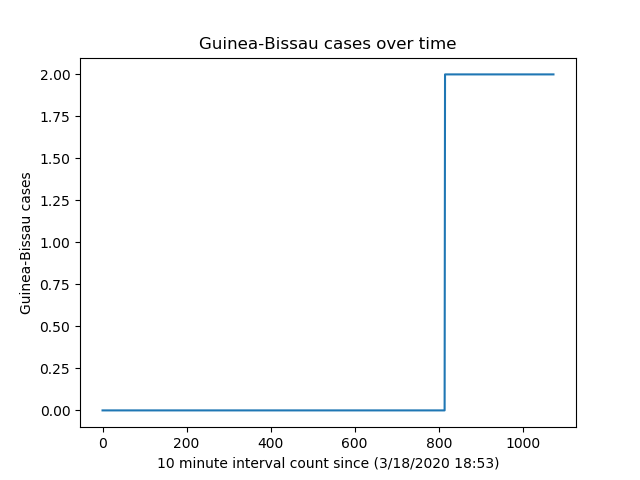 Guinea-Bissau cases over time
2.00
1.75
1.50
1.25
1.00
0.75
0.50
0.25
0.00
Guinea-Bissau cases
0 200 400 600 800 1000
10 minute interval count since (3/18/2020 18:53)